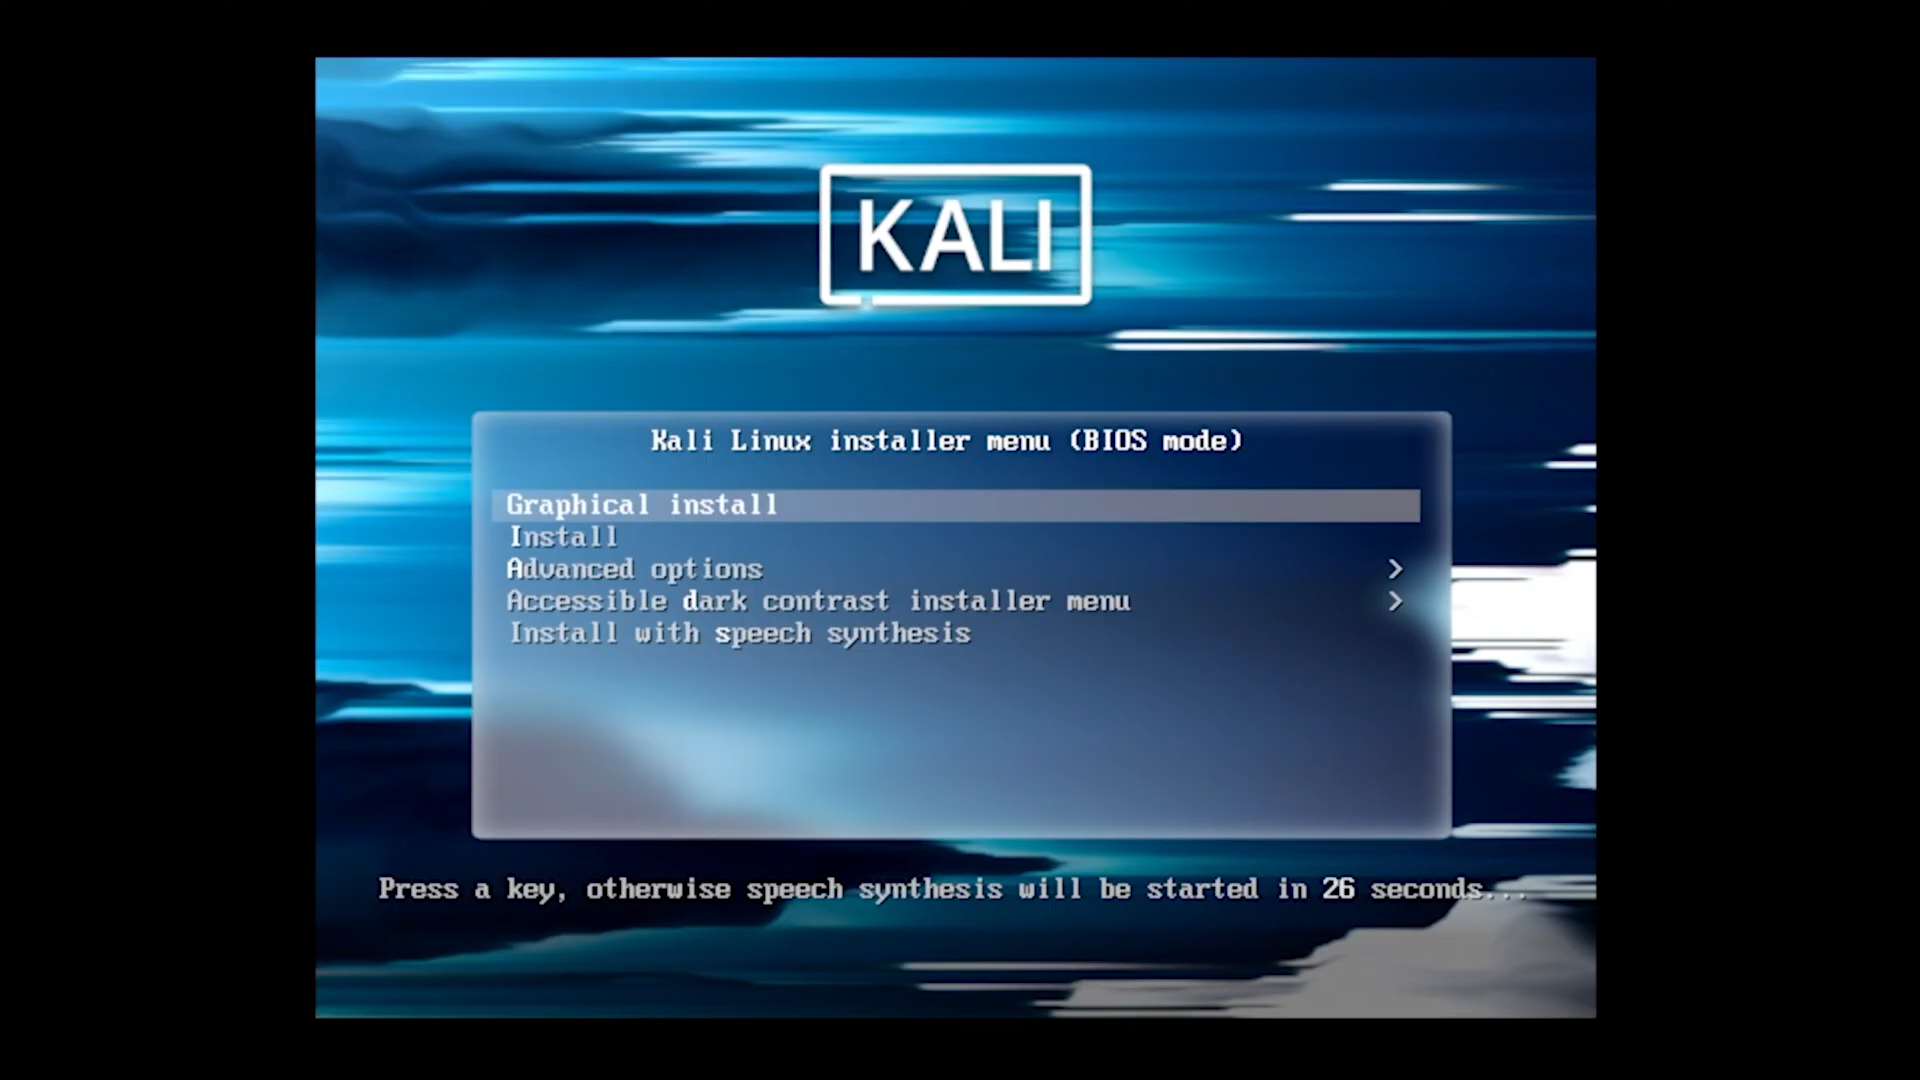 KALI
Kali Linux installer menu (BIOS mode)
Graphical install
Install
Advanced options >
Accessible dark contrast installer menu >
Install with speech synthesis
Press a key, otherwise speech synthesis will be started in 26 seconds...